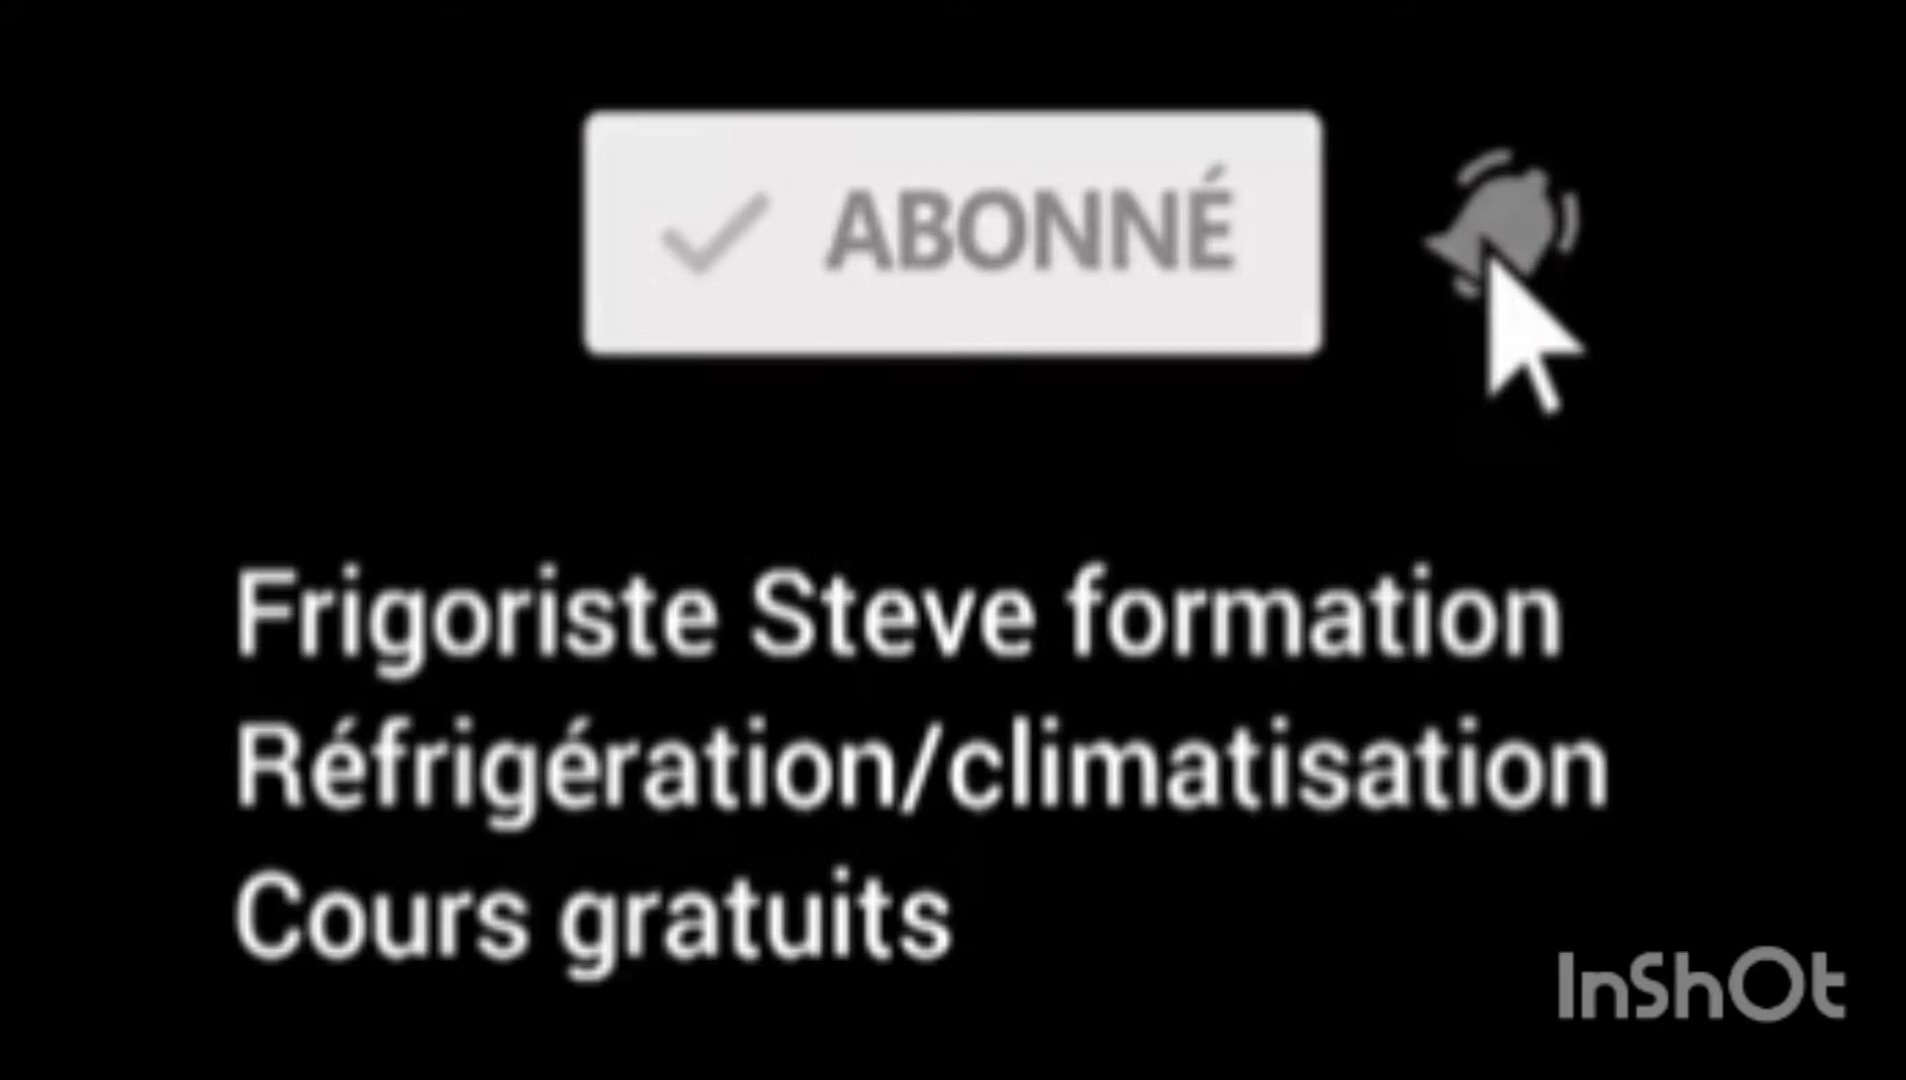 ABONNÉ
Frigoriste Steve formation
Réfrigération/climatisation
Cours gratuits
InShOt